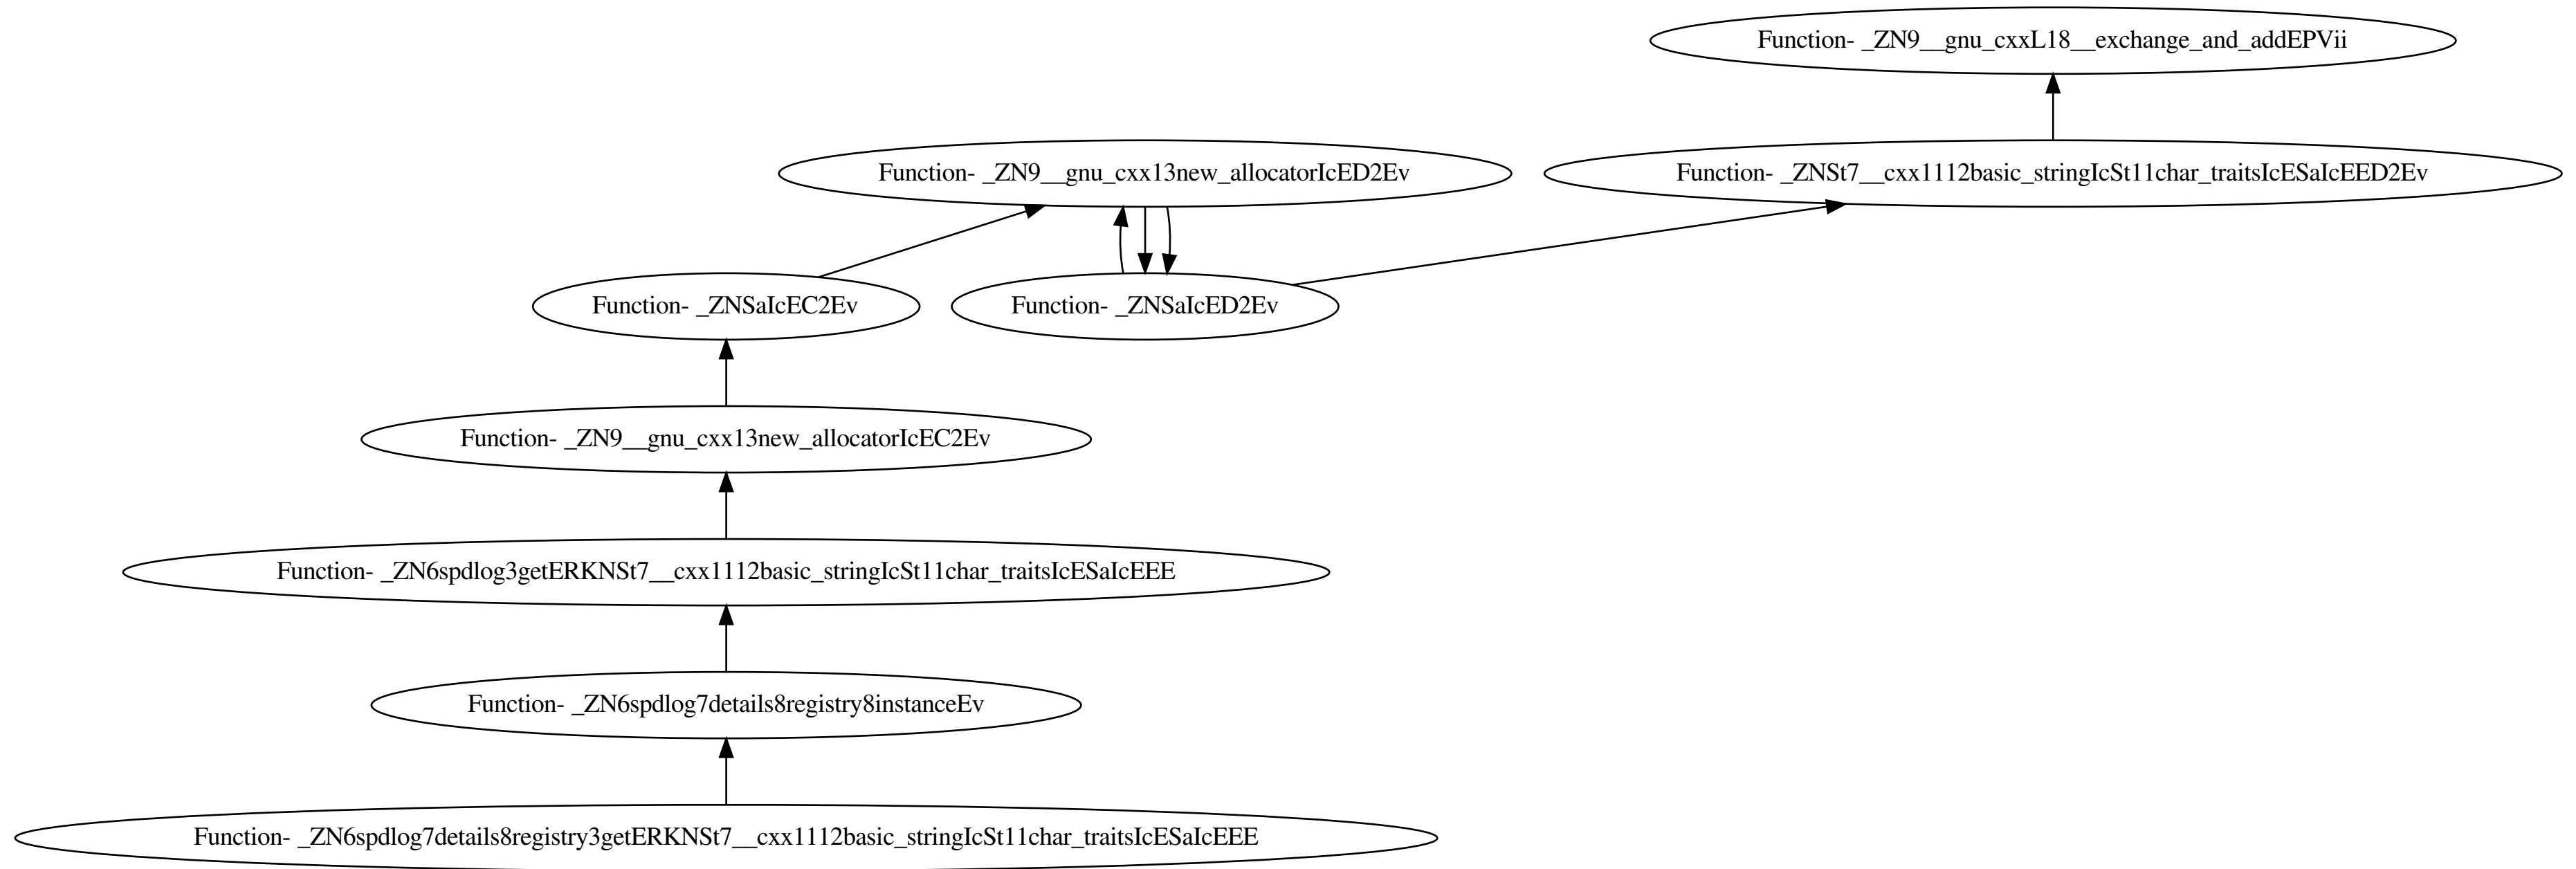 Function- _ZN9__gnu_cxxL18__exchange_and_addEPVii
Function- _ZN9__gnu_cxx13new_allocatorIcED2Ev
Function- _ZNSt7__cxx1112basic_stringIcSt11char_traitsIcESaIcEED2Ev
Function- _ZNSaIcEC2Ev
Function- _ZNSaIcED2Ev
Function- _ZN9__gnu_cxx13new_allocatorIcEC2Ev
Function- _ZN6spdlog3getERKNSt7__cxx1112basic_stringIcSt11char_traitsIcESaIcEEE
Function- _ZN6spdlog7details8registry8instanceEv
Function- _ZN6spdlog7details8registry3getERKNSt7__cxx1112basic_stringIcSt11char_traitsIcESaIcEEE